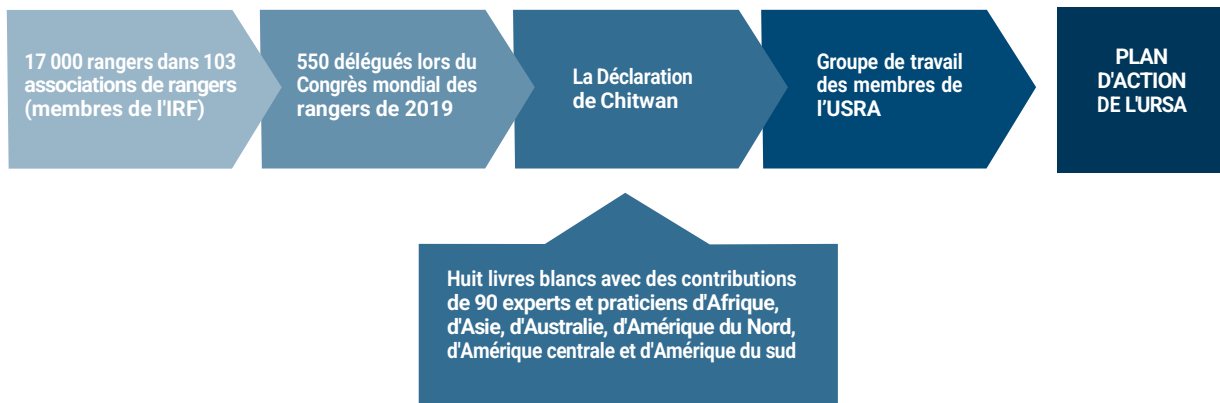 17 000 rangers dans 103
associations de rangers
(membres de l'IRF)
550 délégués lors du
Congrès mondial des
rangers de 2019
La Déclaration
de Chitwan
Groupe de travail
des membres de
l’USRA
PLAN
D'ACTION
DE L'URSA
Huit livres blancs avec des contributions
de 90 experts et praticiens d'Afrique,
d'Asie, d'Australie, d'Amérique du Nord,
d'Amérique centrale et d'Amérique du sud